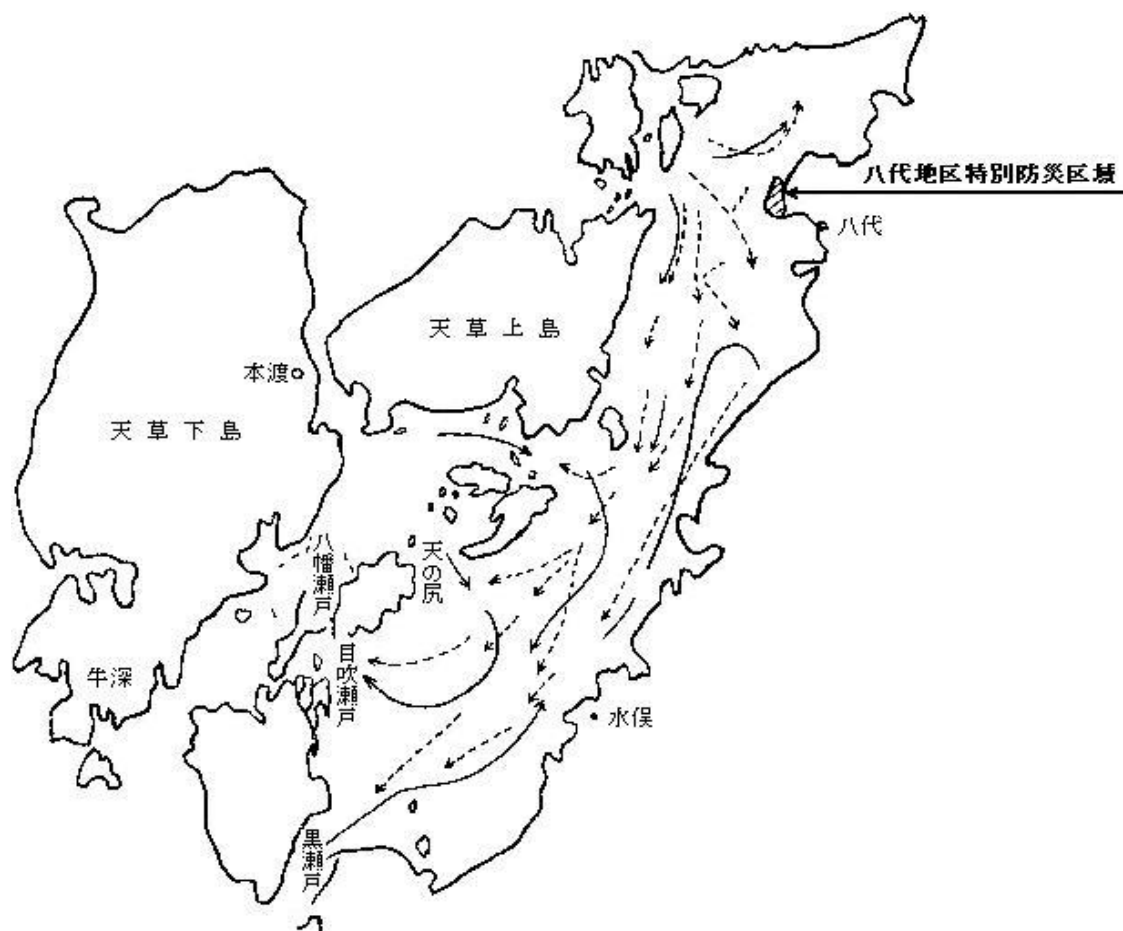 八代地区特別防災区域
八代
天草上島
本渡
天草下島
八幡瀬戸
天の尻
目吹瀬戸
牛深
水俣
黒瀬戸